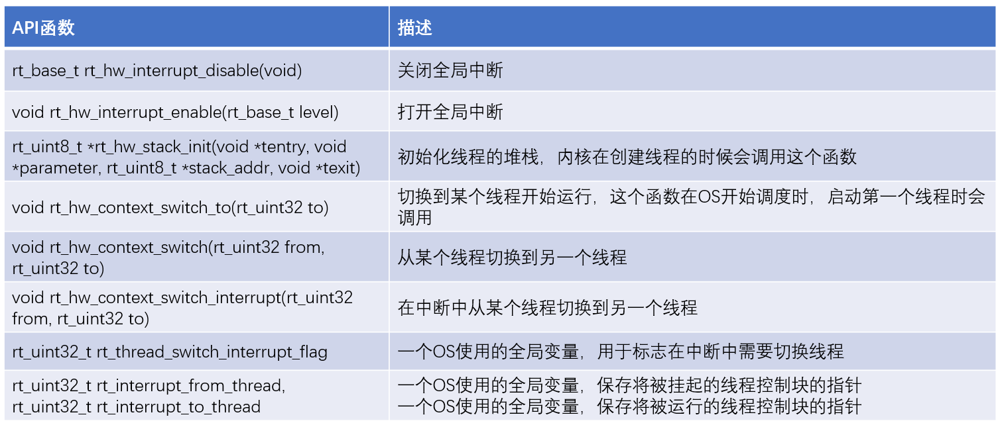 API函数
描述
rt_base_t rt_hw_interrupt_disable(void)
关闭全局中断
void rt_hw_interrupt_enable(rt_base_t level)
打开全局中断
rt_uint8_t *rt_hw_stack_init(void *tentry, void
*parameter, rt_uint8_t *stack_addr, void *texit)
初始化线程的堆栈，内核在创建线程的时候会调用这个函数
void rt_hw_context_switch_to(rt_uint32 to)
切换到某个线程开始运行，这个函数在OS开始调度时，启动第一个线程时会
调用
void rt_hw_context_switch(rt_uint32 from,
rt_uint32 to)
从某个线程切换到另一个线程
void rt_hw_context_switch_interrupt(rt_uint32
from, rt_uint32 to)
在中断中从某个线程切换到另一个线程
rt_uint32_t rt_thread_switch_interrupt_flag
一个OS使用的全局变量，用于标志在中断中需要切换线程
rt_uint32_t rt_interrupt_from_thread,
rt_uint32_t rt_interrupt_to_thread
一个OS使用的全局变量，保存将被挂起的线程控制块的指针
一个OS使用的全局变量，保存将被运行的线程控制块的指针